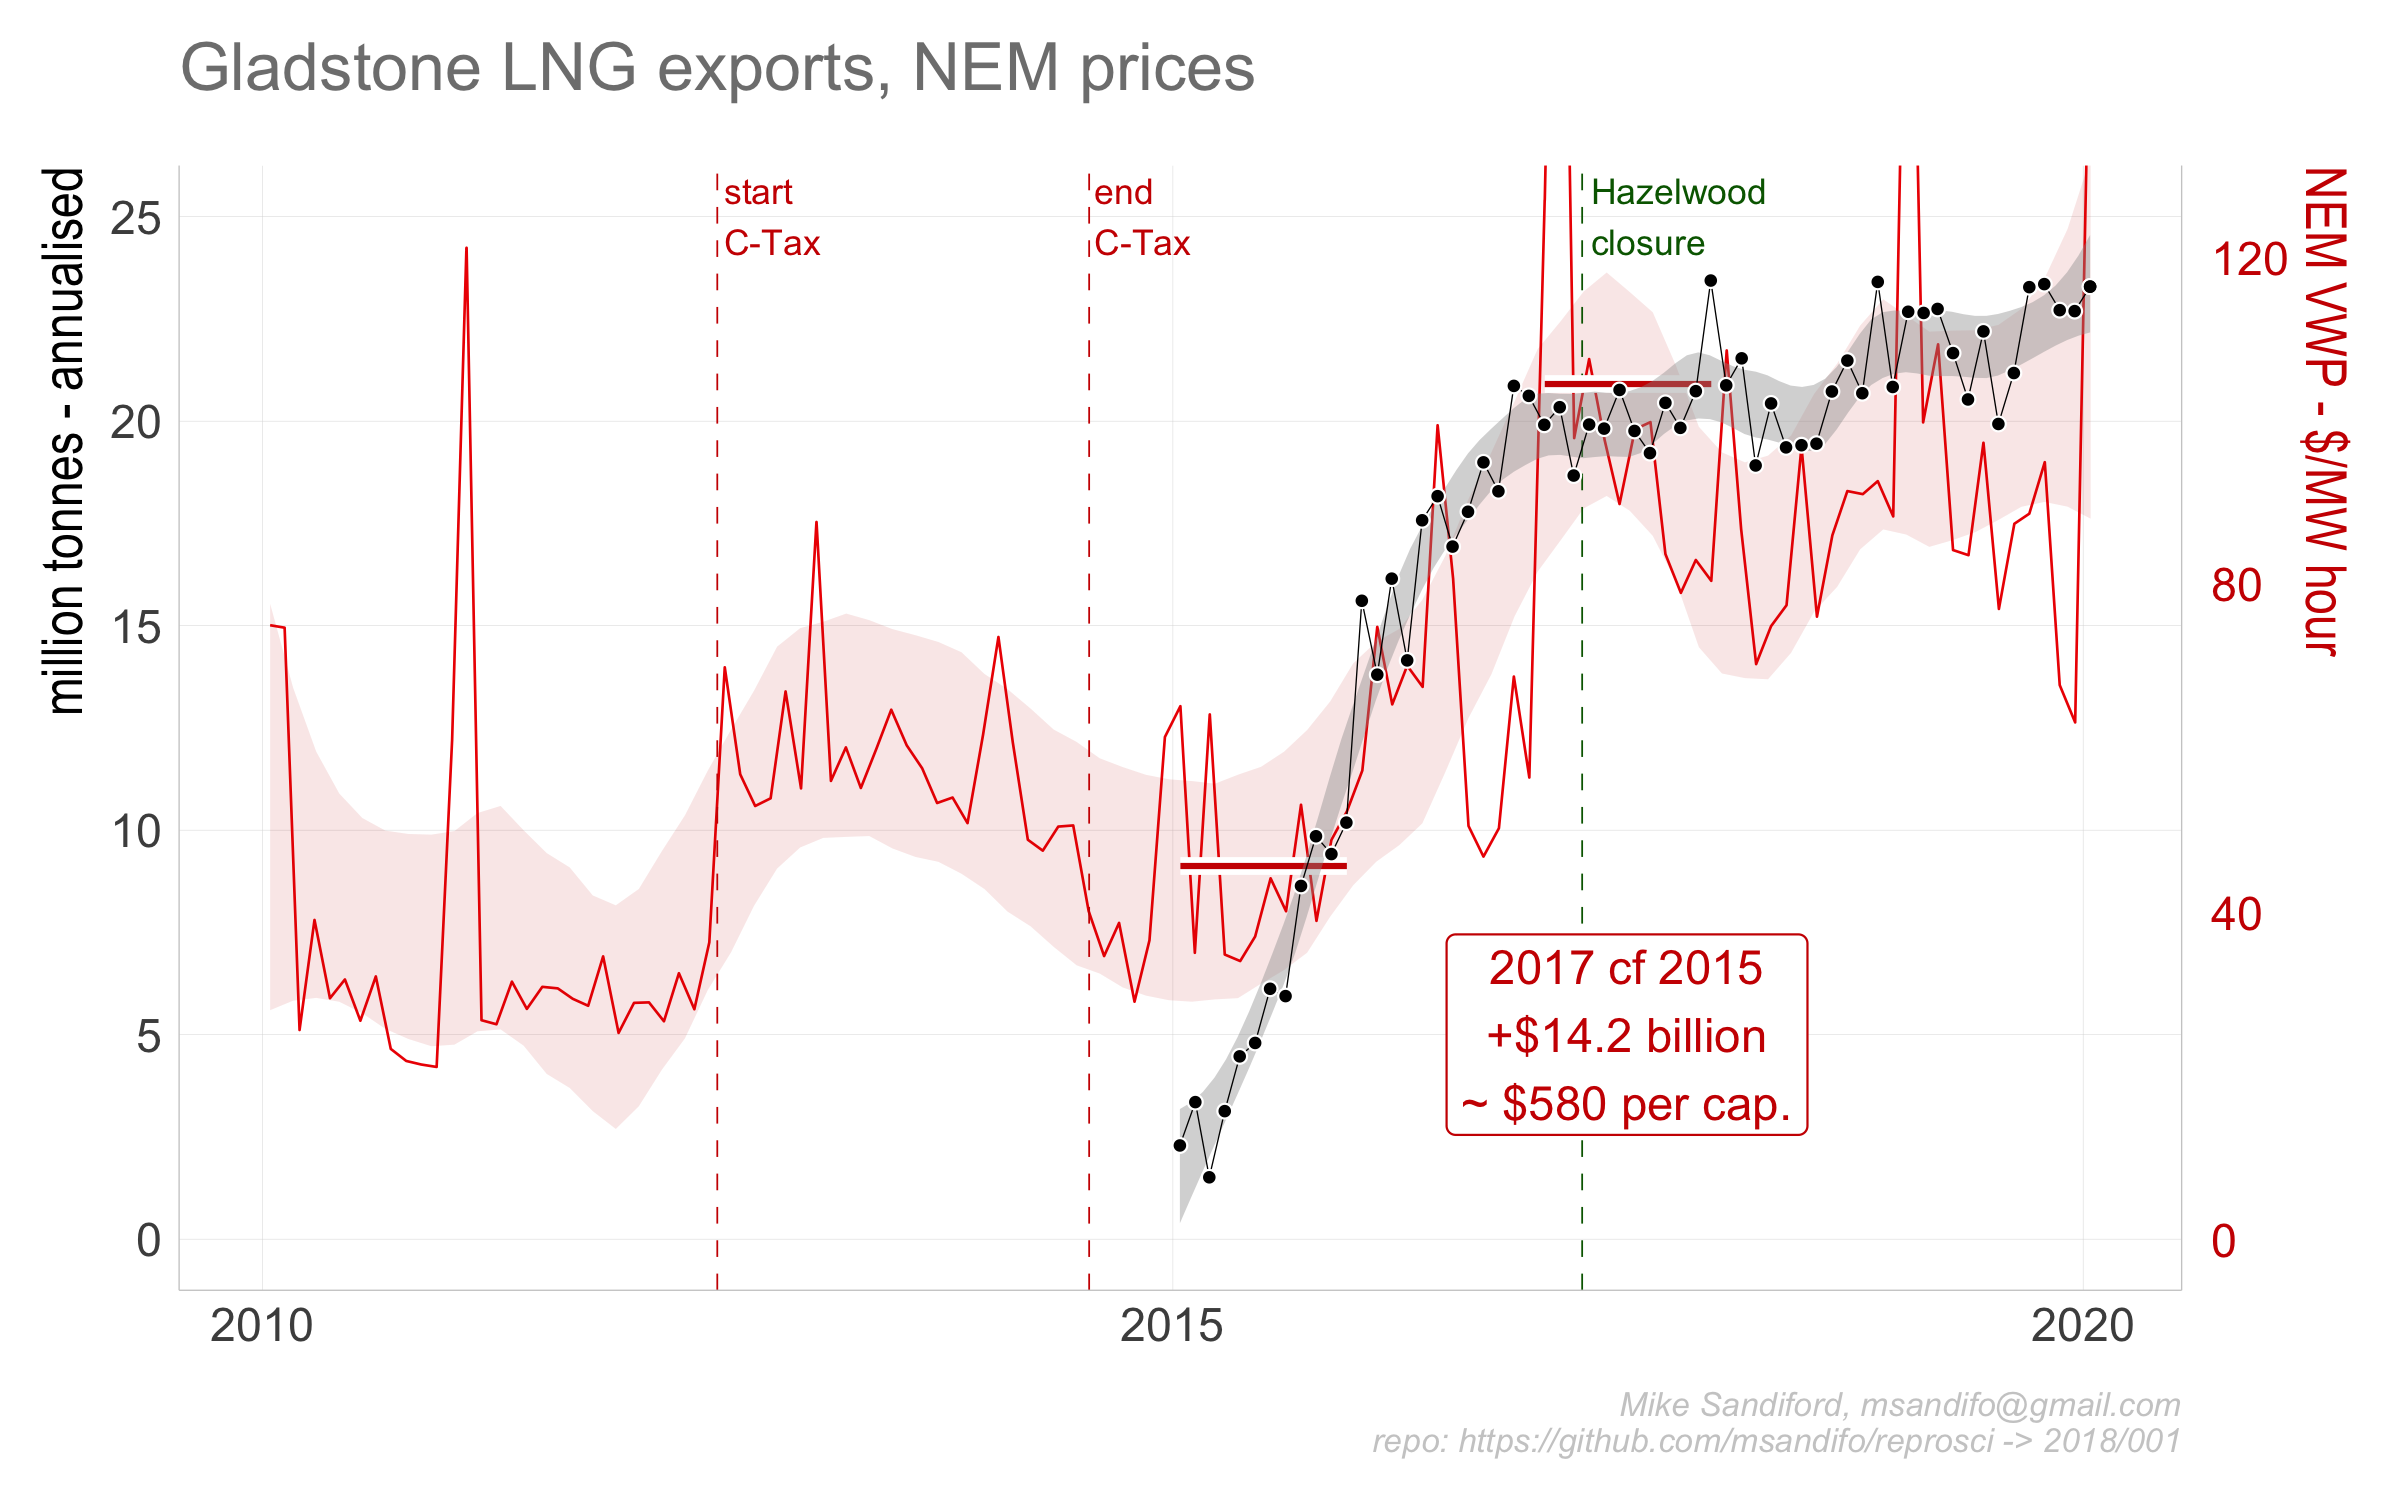 Gladstone LNG exports, NEM prices
million tonnes - annualised
25
20
15
10
5
0
start
C-Tax
end
C-Tax
Hazelwood
closure
2017 cf 2015
+$14.2 billion
~ $580 per cap.
120
80
40
0
NEM VWP - $/MW hour
2010
2015
2020
Mike Sandiford, msandifo@gmail.com
repo: https://github.com/msandifo/reprosci -> 2018/001